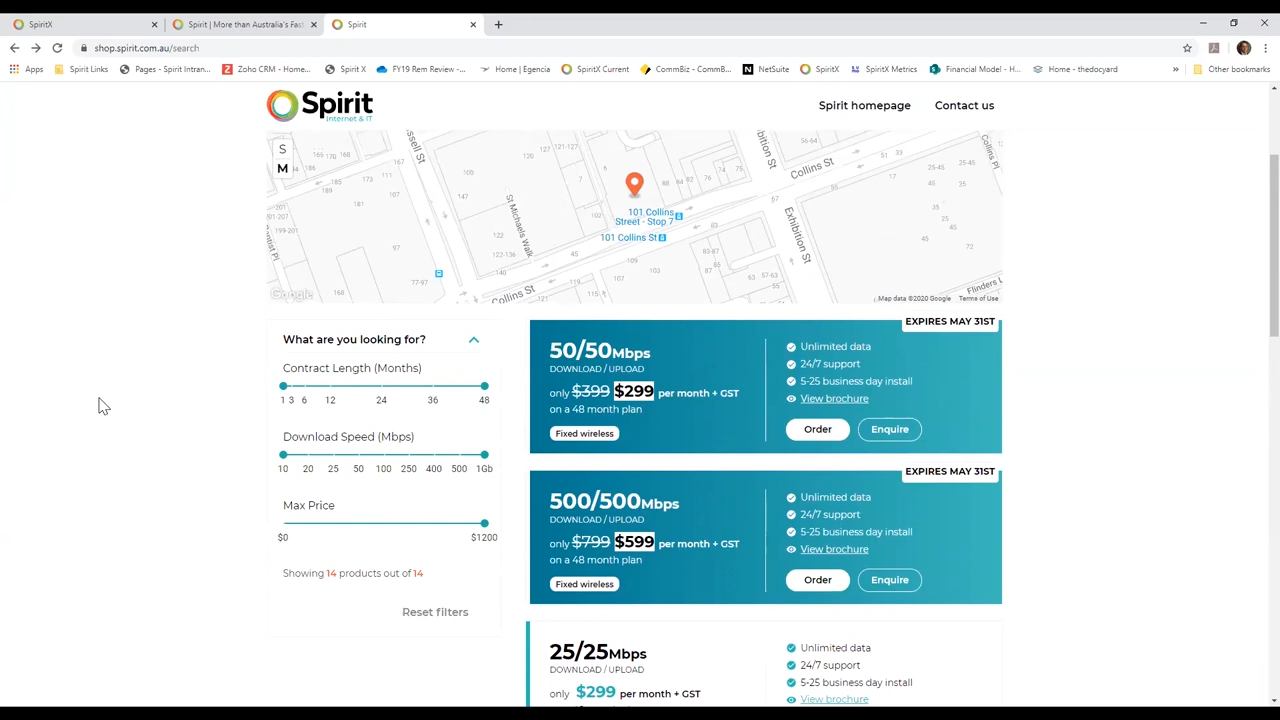 SpiritX
Spirit | More than Australia's Fas
Spirit
shop.spirit.com.au/search
Apps
Spirit Links
Pages - Spirit Intran...
Zoho CRM - Home...
Spirit X
FY19 Rem Review -...
Home | Egencia
SpiritX Current
CommBiz - CommB...
NetSuite
SpiritX
SpiritX Metrics
Financial Model - H...
Home - thedocyard
»
Other bookmarks
Spirit
Internet & IT
Spirit homepage
Contact us
S
M
101 Collins
Street - Stop 7
101 Collins St
St Michaels Walk
Collins St
Exhibition St
Collins St
Exhibition St
Flinders L
Google
Map data ©2020 Google
Terms of Use
What are you looking for?
Contract Length (Months)
1 3 6 12 24 36 48
Download Speed (Mbps)
10 20 25 50 100 250 400 500 1Gb
Max Price
$0 $1200
Showing 14 products out of 14
Reset filters
EXPIRES MAY 31ST
50/50Mbps
DOWNLOAD / UPLOAD
only $399 $299 per month + GST
on a 48 month plan
Fixed wireless
Unlimited data
24/7 support
5-25 business day install
View brochure
Order
Enquire
EXPIRES MAY 31ST
500/500Mbps
DOWNLOAD / UPLOAD
only $799 $599 per month + GST
on a 48 month plan
Fixed wireless
Unlimited data
24/7 support
5-25 business day install
View brochure
Order
Enquire
25/25Mbps
DOWNLOAD / UPLOAD
only $299 per month + GST
Unlimited data
24/7 support
5-25 business day install
View brochure